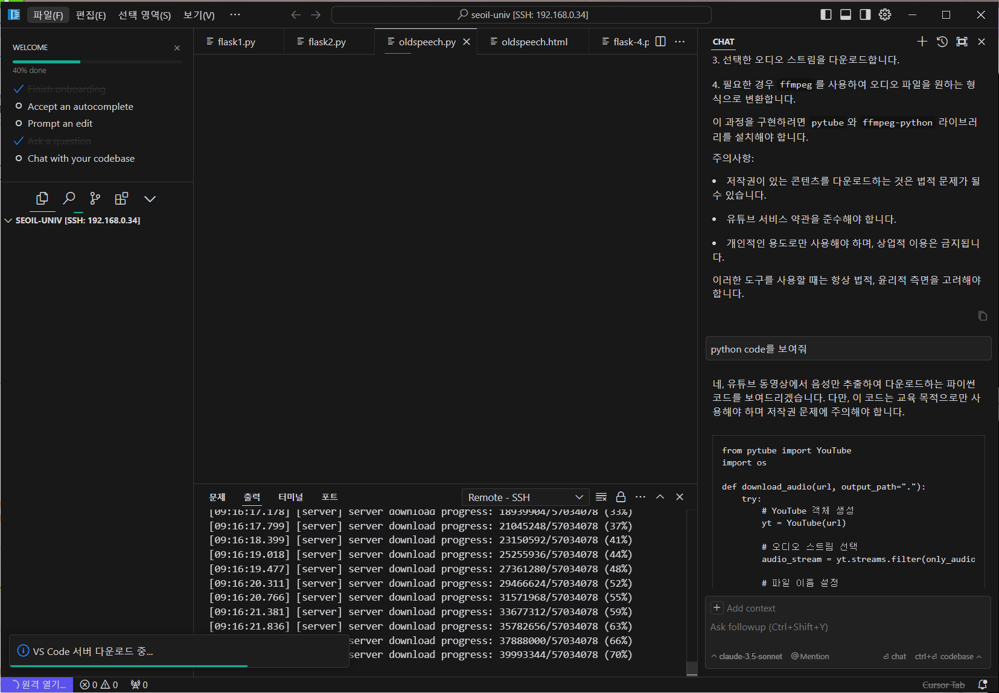 파일(F) 편집(E) 선택 영역(S) 보기(V) ··· seoil-univ [SSH: 192.168.0.34]
WELCOME
40% done
Finish onboarding
Accept an autocomplete
Prompt an edit
Ask a question
Chat with your codebase
SEOIL-UNIV [SSH: 192.168.0.34]
flask1.py flask2.py oldspeech.py oldspeech.html flask-4.p
문제 출력 터미널 포트 Remote - SSH
[09:16:17.178] [server] server download progress: 18939904/57034078 (33%)
[09:16:17.799] [server] server download progress: 21045248/57034078 (37%)
[09:16:18.399] [server] server download progress: 23150592/57034078 (41%)
[09:16:19.018] [server] server download progress: 25255936/57034078 (44%)
[09:16:19.477] [server] server download progress: 27361280/57034078 (48%)
[09:16:20.311] [server] server download progress: 29466624/57034078 (52%)
[09:16:20.766] [server] server download progress: 31571968/57034078 (55%)
[09:16:21.381] [server] server download progress: 33677312/57034078 (59%)
[09:16:21.836] [server] server download progress: 35782656/57034078 (63%)
server download progress: 37888000/57034078 (66%)
server download progress: 39993344/57034078 (70%)
VS Code 서버 다운로드 중...
CHAT
3. 선택한 오디오 스트림을 다운로드합니다.
4. 필요한 경우 ffmpeg 를 사용하여 오디오 파일을 원하는 형
식으로 변환합니다.
이 과정을 구현하려면 pytube 와 ffmpeg-python 라이브러
리를 설치해야 합니다.
주의사항:
• 저작권이 있는 콘텐츠를 다운로드하는 것은 법적 문제가 될
수 있습니다.
• 유튜브 서비스 약관을 준수해야 합니다.
• 개인적인 용도로만 사용해야 하며, 상업적 이용은 금지됩니
다.
이러한 도구를 사용할 때는 항상 법적, 윤리적 측면을 고려해야
합니다.
python code를 보여줘
네, 유튜브 동영상에서 음성만 추출하여 다운로드하는 파이썬
코드를 보여드리겠습니다. 다만, 이 코드는 교육 목적으로만 사
용해야 하며 저작권 문제에 주의해야 합니다.
from pytube import YouTube
import os
def download_audio(url, output_path="."):
try:
# YouTube 객체 생성
yt = YouTube(url)
# 오디오 스트림 선택
audio_stream = yt.streams.filter(only_audio
# 파일 이름 설정
Add context
Ask followup (Ctrl+Shift+Y)
claude-3.5-sonnet @Mention chat ctrl+⏎ codebase
원격 열기... 0 0 0 Cursor Tab